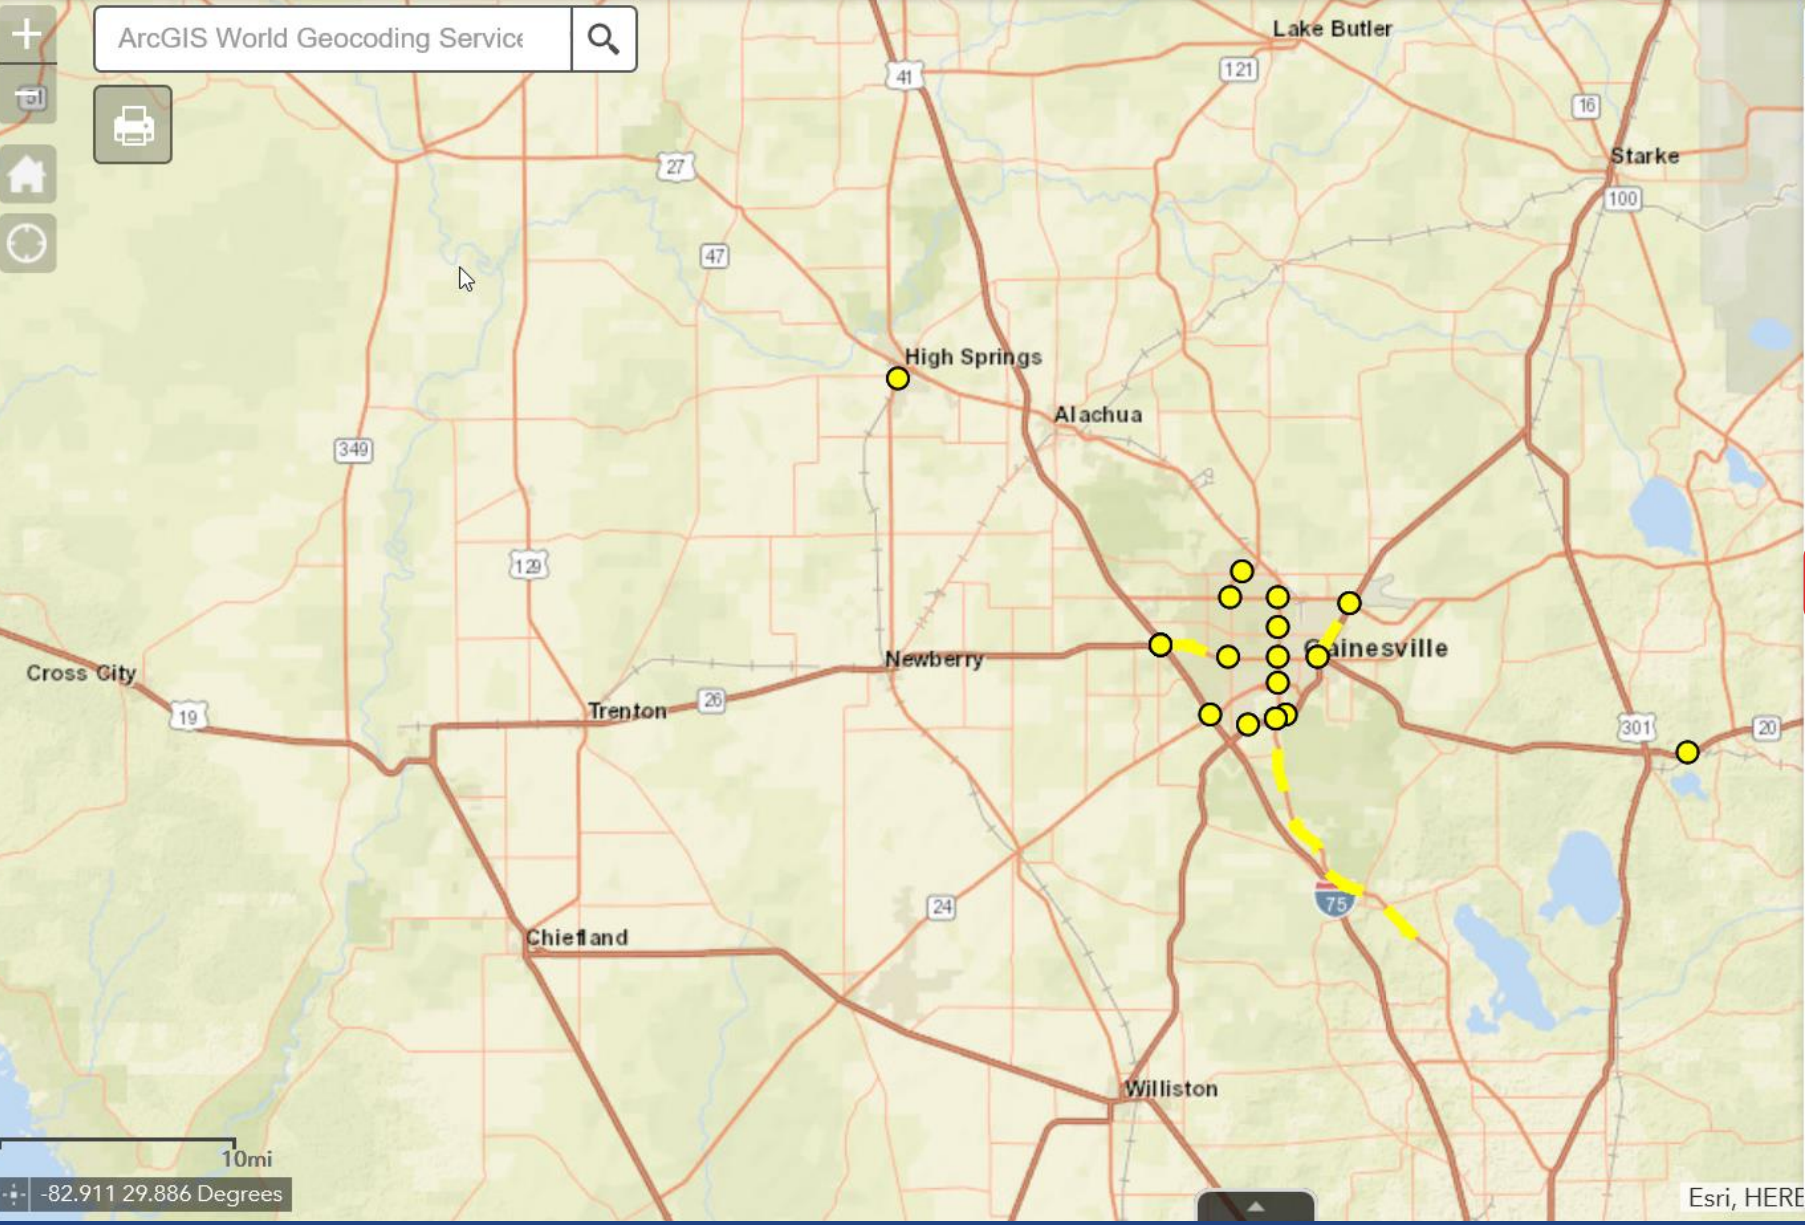 ArcGIS World Geocoding Service
Lake Butler
41
121
51
16
27
Starke
100
47
High Springs
Alachua
349
129
Gainesville
Newberry
Cross City
26
Trenton
19
301
20
75
24
Chiefland
Williston
10mi
-82.911 29.886 Degrees
Esri, HERE